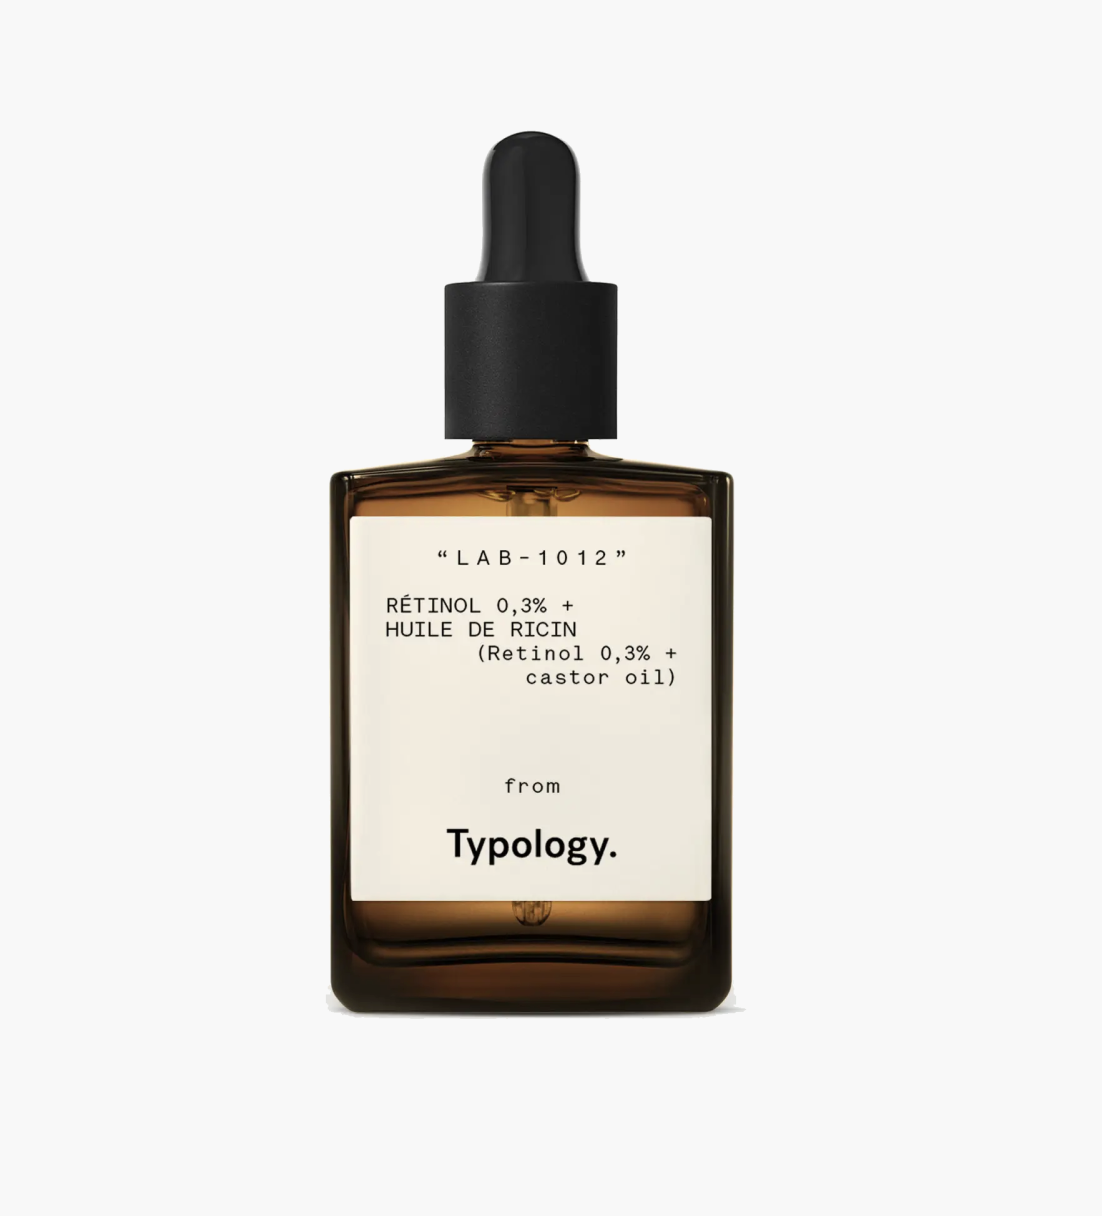 “LAB-1012”
RÉTINOL 0,3% +
HUILE DE RICIN
(Retinol 0,3% +
castor oil)
from
Typology.